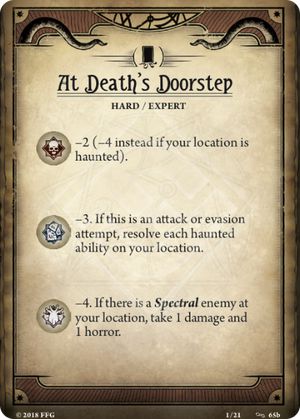 At Death's Doorstep
HARD / EXPERT
–2 (–4 instead if your location is
haunted).
–3. If this is an attack or evasion
attempt, resolve each haunted
ability on your location.
–4. If there is a Spectral enemy at
your location, take 1 damage and
1 horror.
© 2018 FFG 1/21 65b